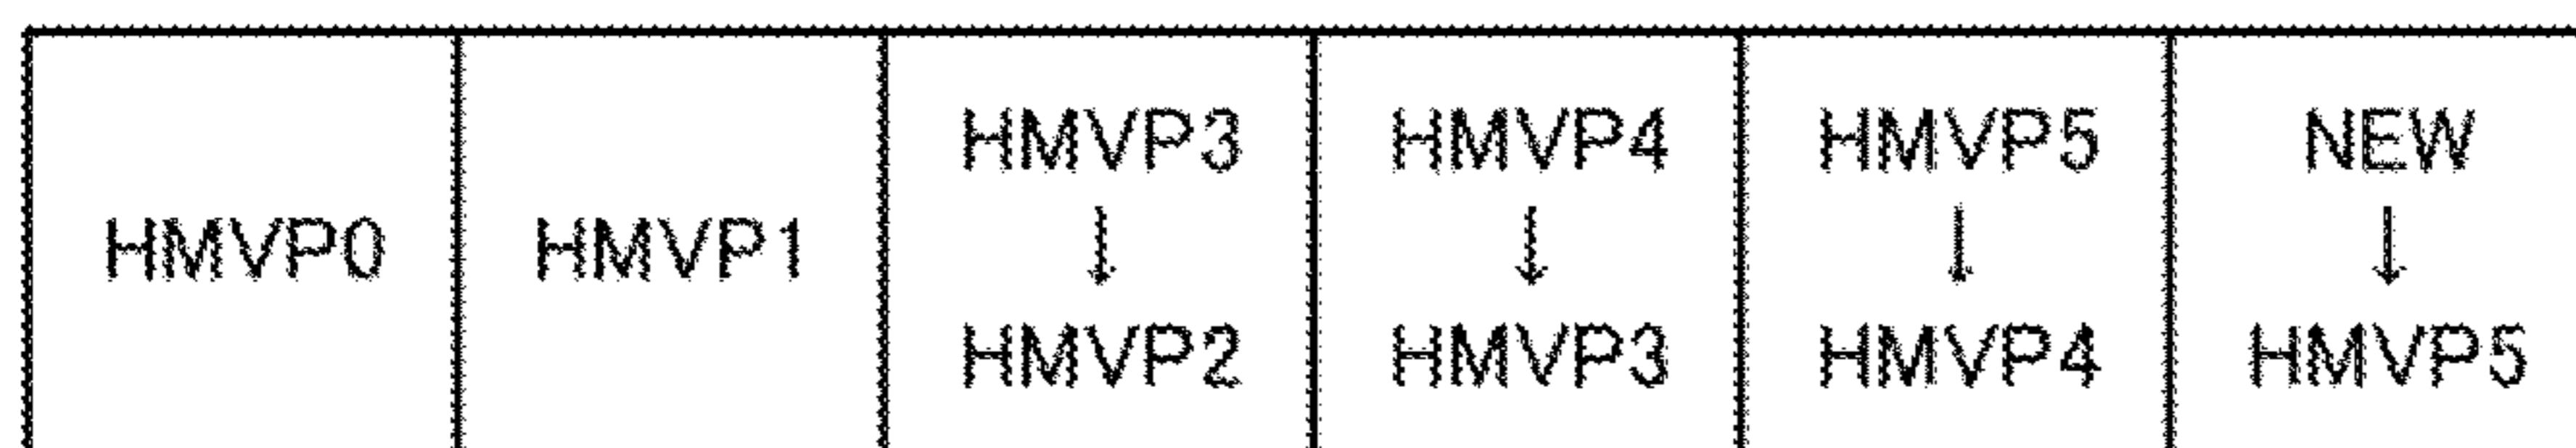 HMVP0
HMVP1
HMVP3
↓
HMVP2
HMVP4
↓
HMVP3
HMVP5
↓
HMVP4
NEW
↓
HMVP5